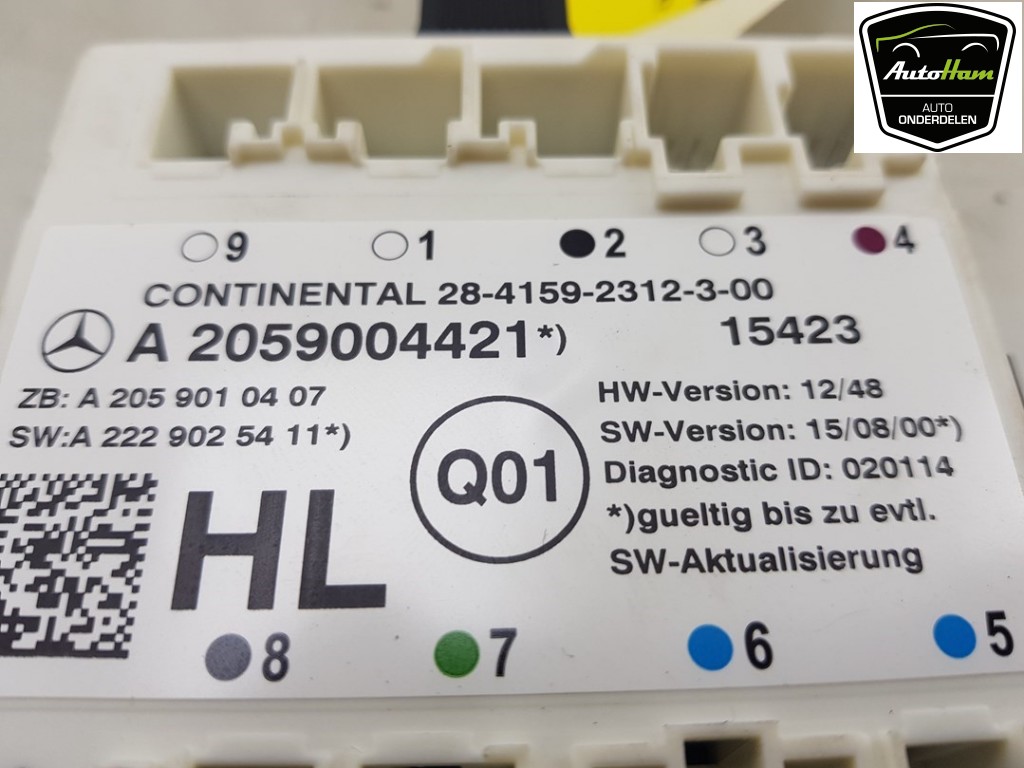 AutoHam
AUTO
ONDERDELEN
9 1 2 3 4
CONTINENTAL 28-4159-2312-3-00
A 2059004421*) 15423
ZB: A 205 901 04 07
SW:A 222 902 54 11*)
HW-Version: 12/48
SW-Version: 15/08/00*)
Diagnostic ID: 020114
*)gueltig bis zu evtl.
SW-Aktualisierung
Q01
HL
8 7 6 5